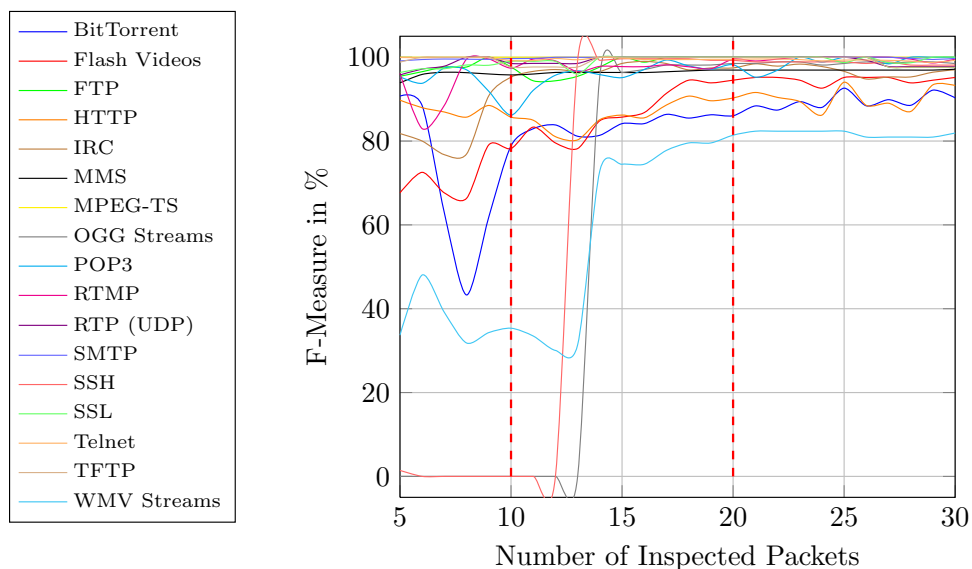 BitTorrent
Flash Videos
FTP
HTTP
IRC
MMS
MPEG-TS
OGG Streams
POP3
RTMP
RTP (UDP)
SMTP
SSH
SSL
Telnet
TFTP
WMV Streams
F-Measure in %
100
80
60
40
20
0
5 10 15 20 25 30
Number of Inspected Packets